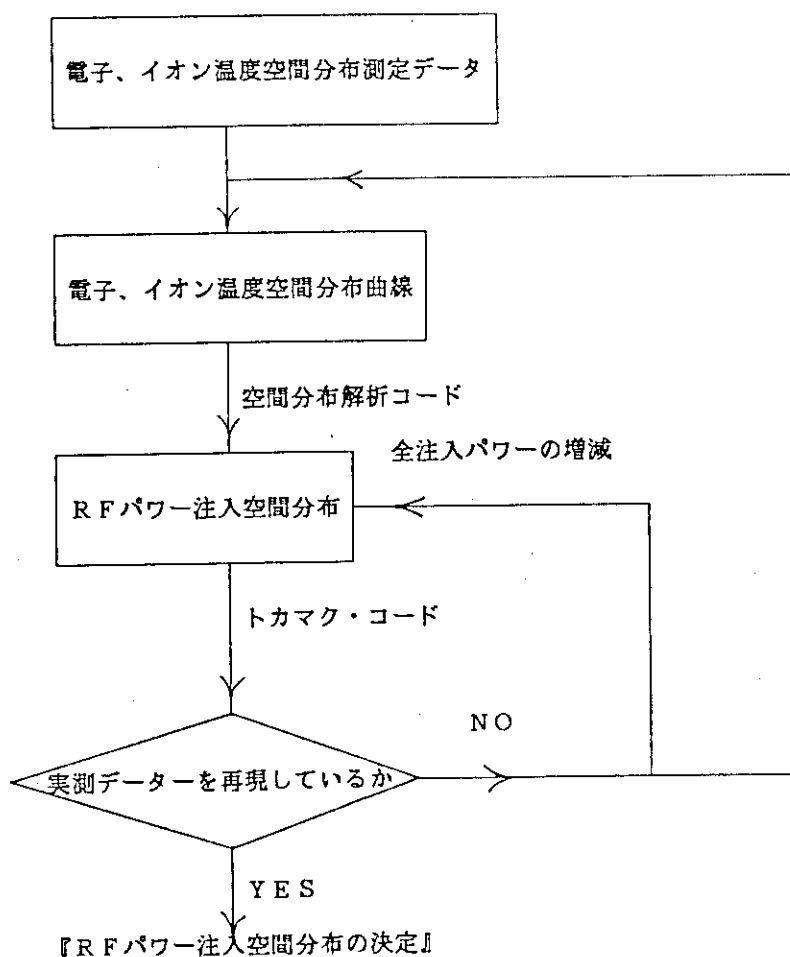 電子、イオン温度空間分布測定データ
電子、イオン温度空間分布曲線
空間分布解析コード
全注入パワーの増減
ＲＦパワー注入空間分布
トカマク・コード
ＮＯ
実測データーを再現しているか
ＹＥＳ
『ＲＦパワー注入空間分布の決定』